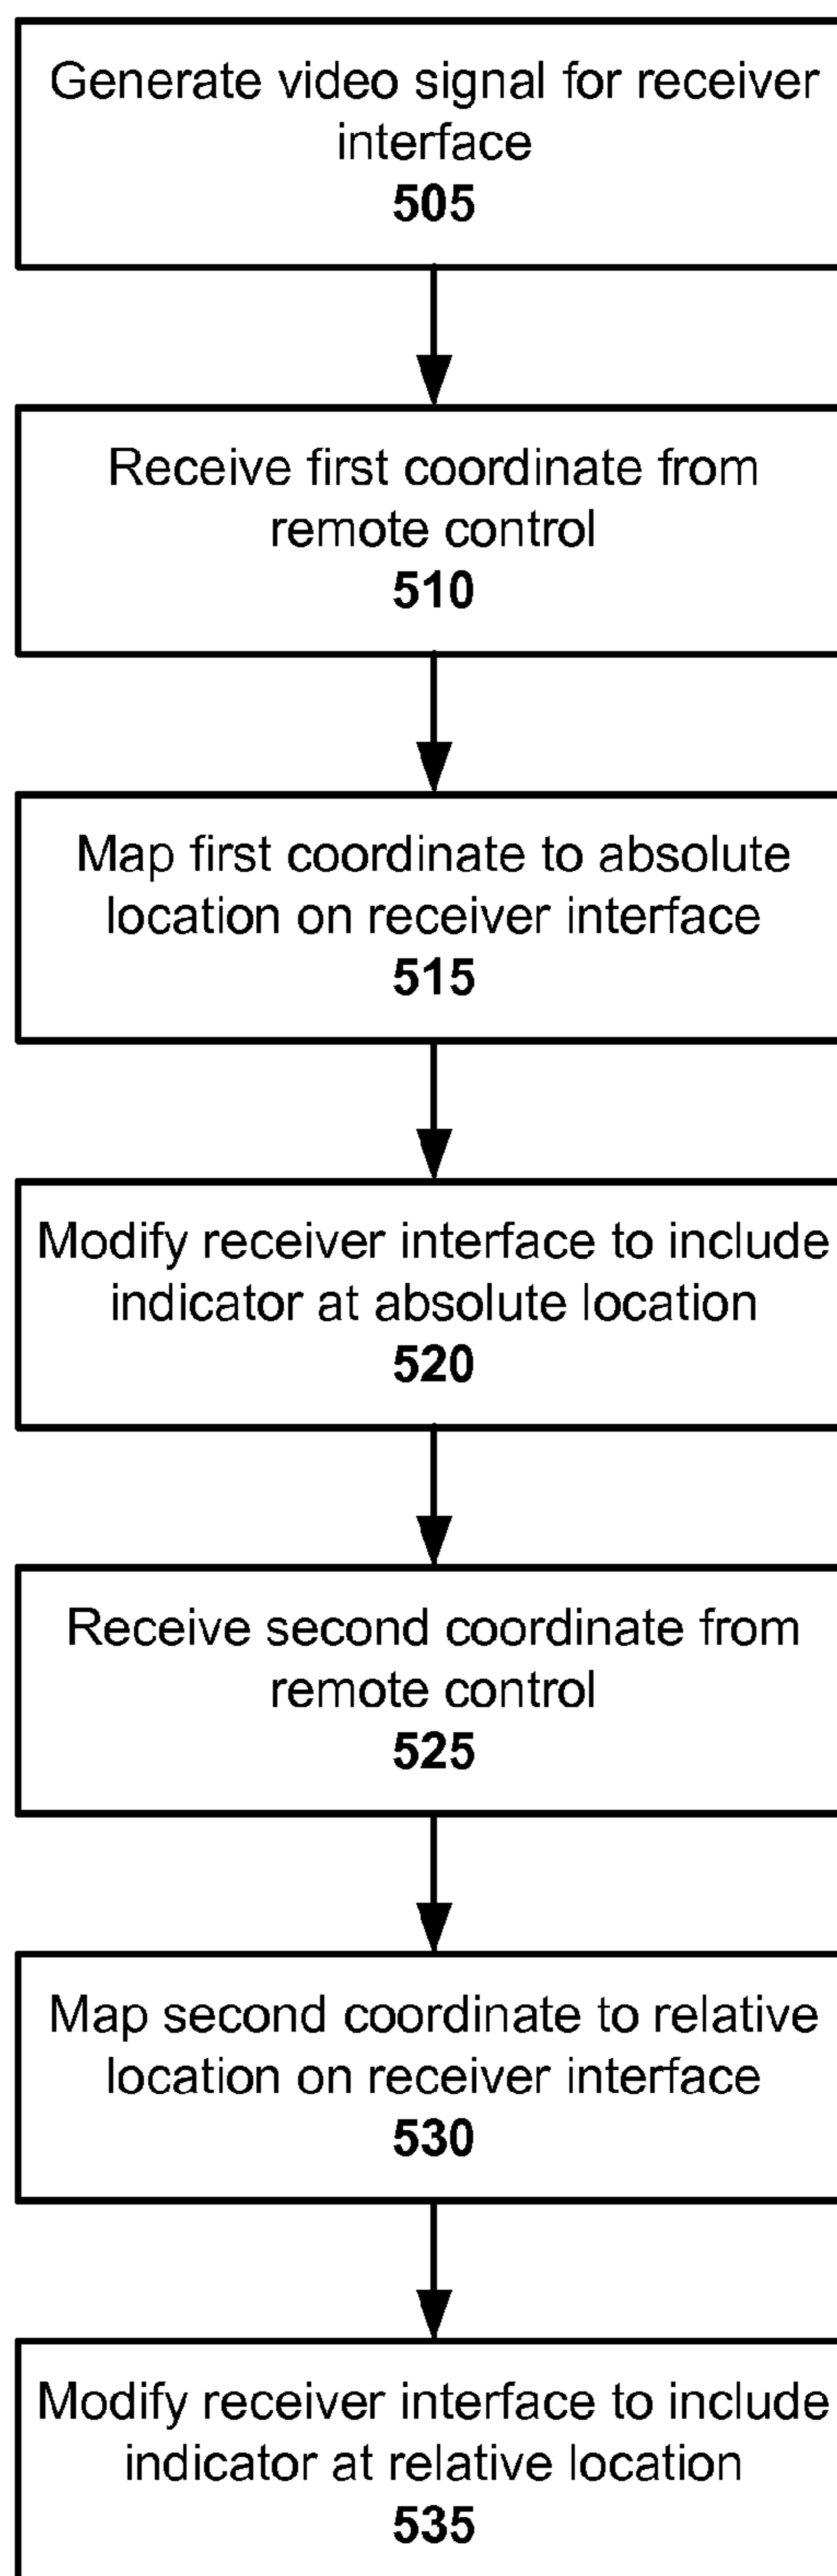 Generate video signal for receiver
interface
505
Receive first coordinate from
remote control
510
Map first coordinate to absolute
location on receiver interface
515
Modify receiver interface to include
indicator at absolute location
520
Receive second coordinate from
remote control
525
Map second coordinate to relative
location on receiver interface
530
Modify receiver interface to include
indicator at relative location
535